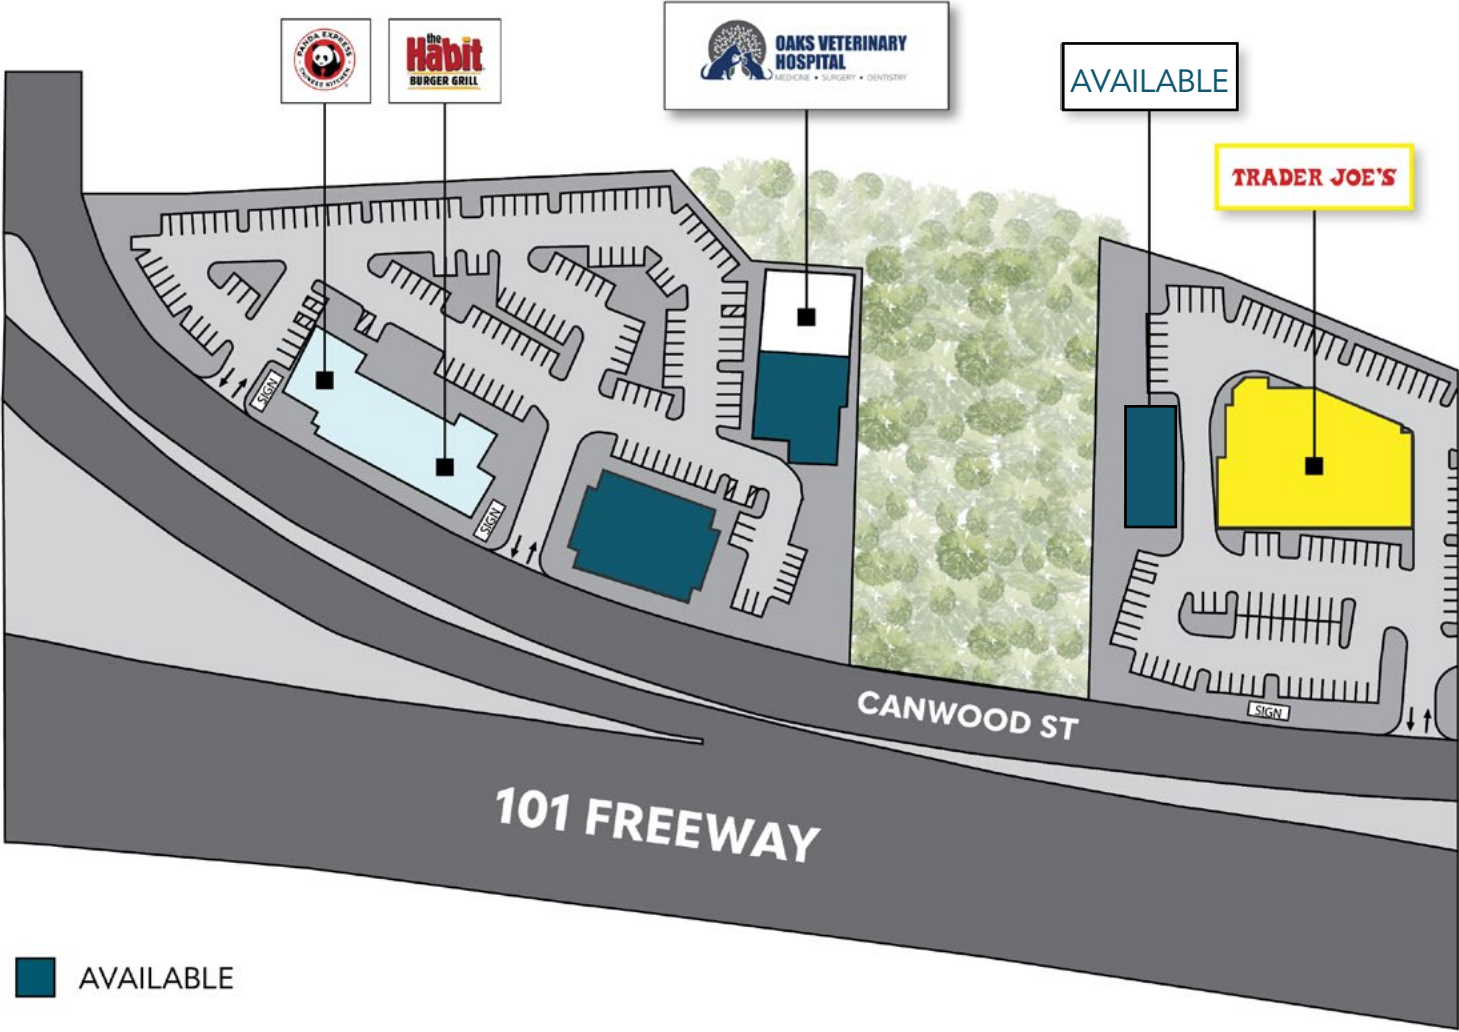 PANDA EXPRESS
CHINESE KITCHEN
the
Habit
BURGER GRILL
OAKS VETERINARY
HOSPITAL
MEDICINE • SURGERY • DENTISTRY
AVAILABLE
TRADER JOE'S
SIGN
SIGN
SIGN
CANWOOD ST
101 FREEWAY
AVAILABLE